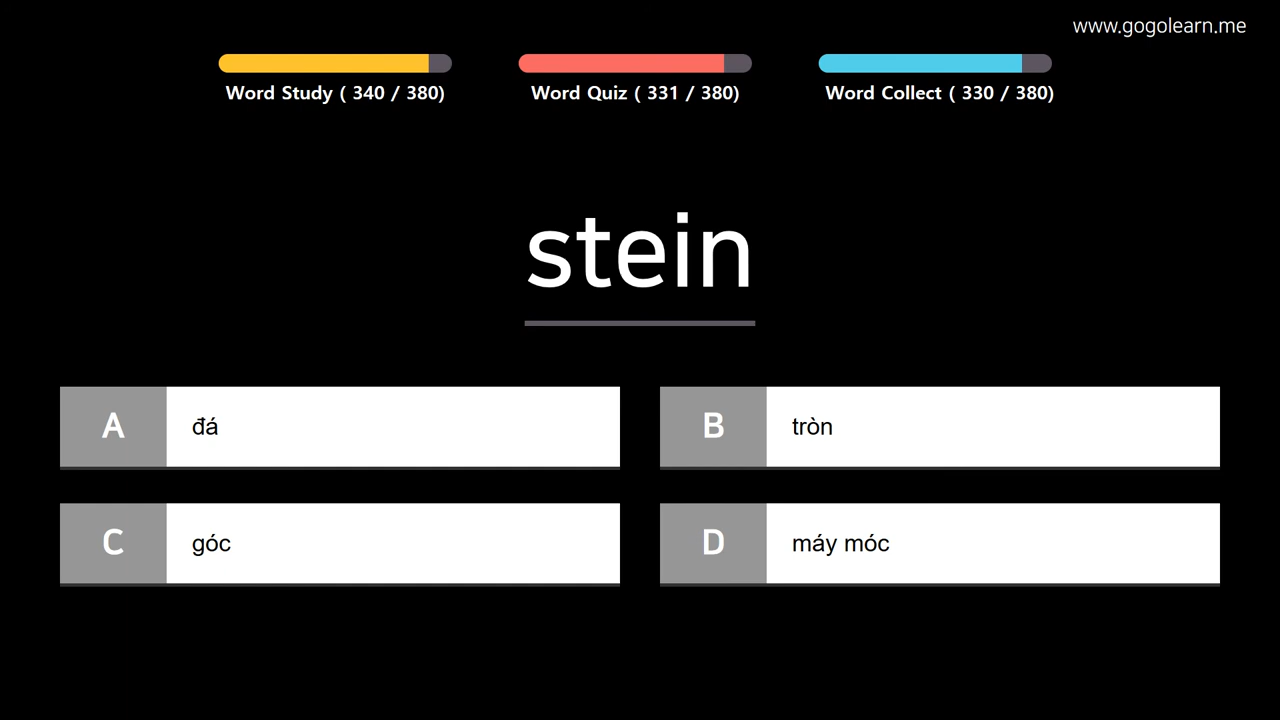 www.gogolearn.me
Word Study ( 340 / 380)
Word Quiz ( 331 / 380)
Word Collect ( 330 / 380)
stein
A đá
B tròn
C góc
D máy móc